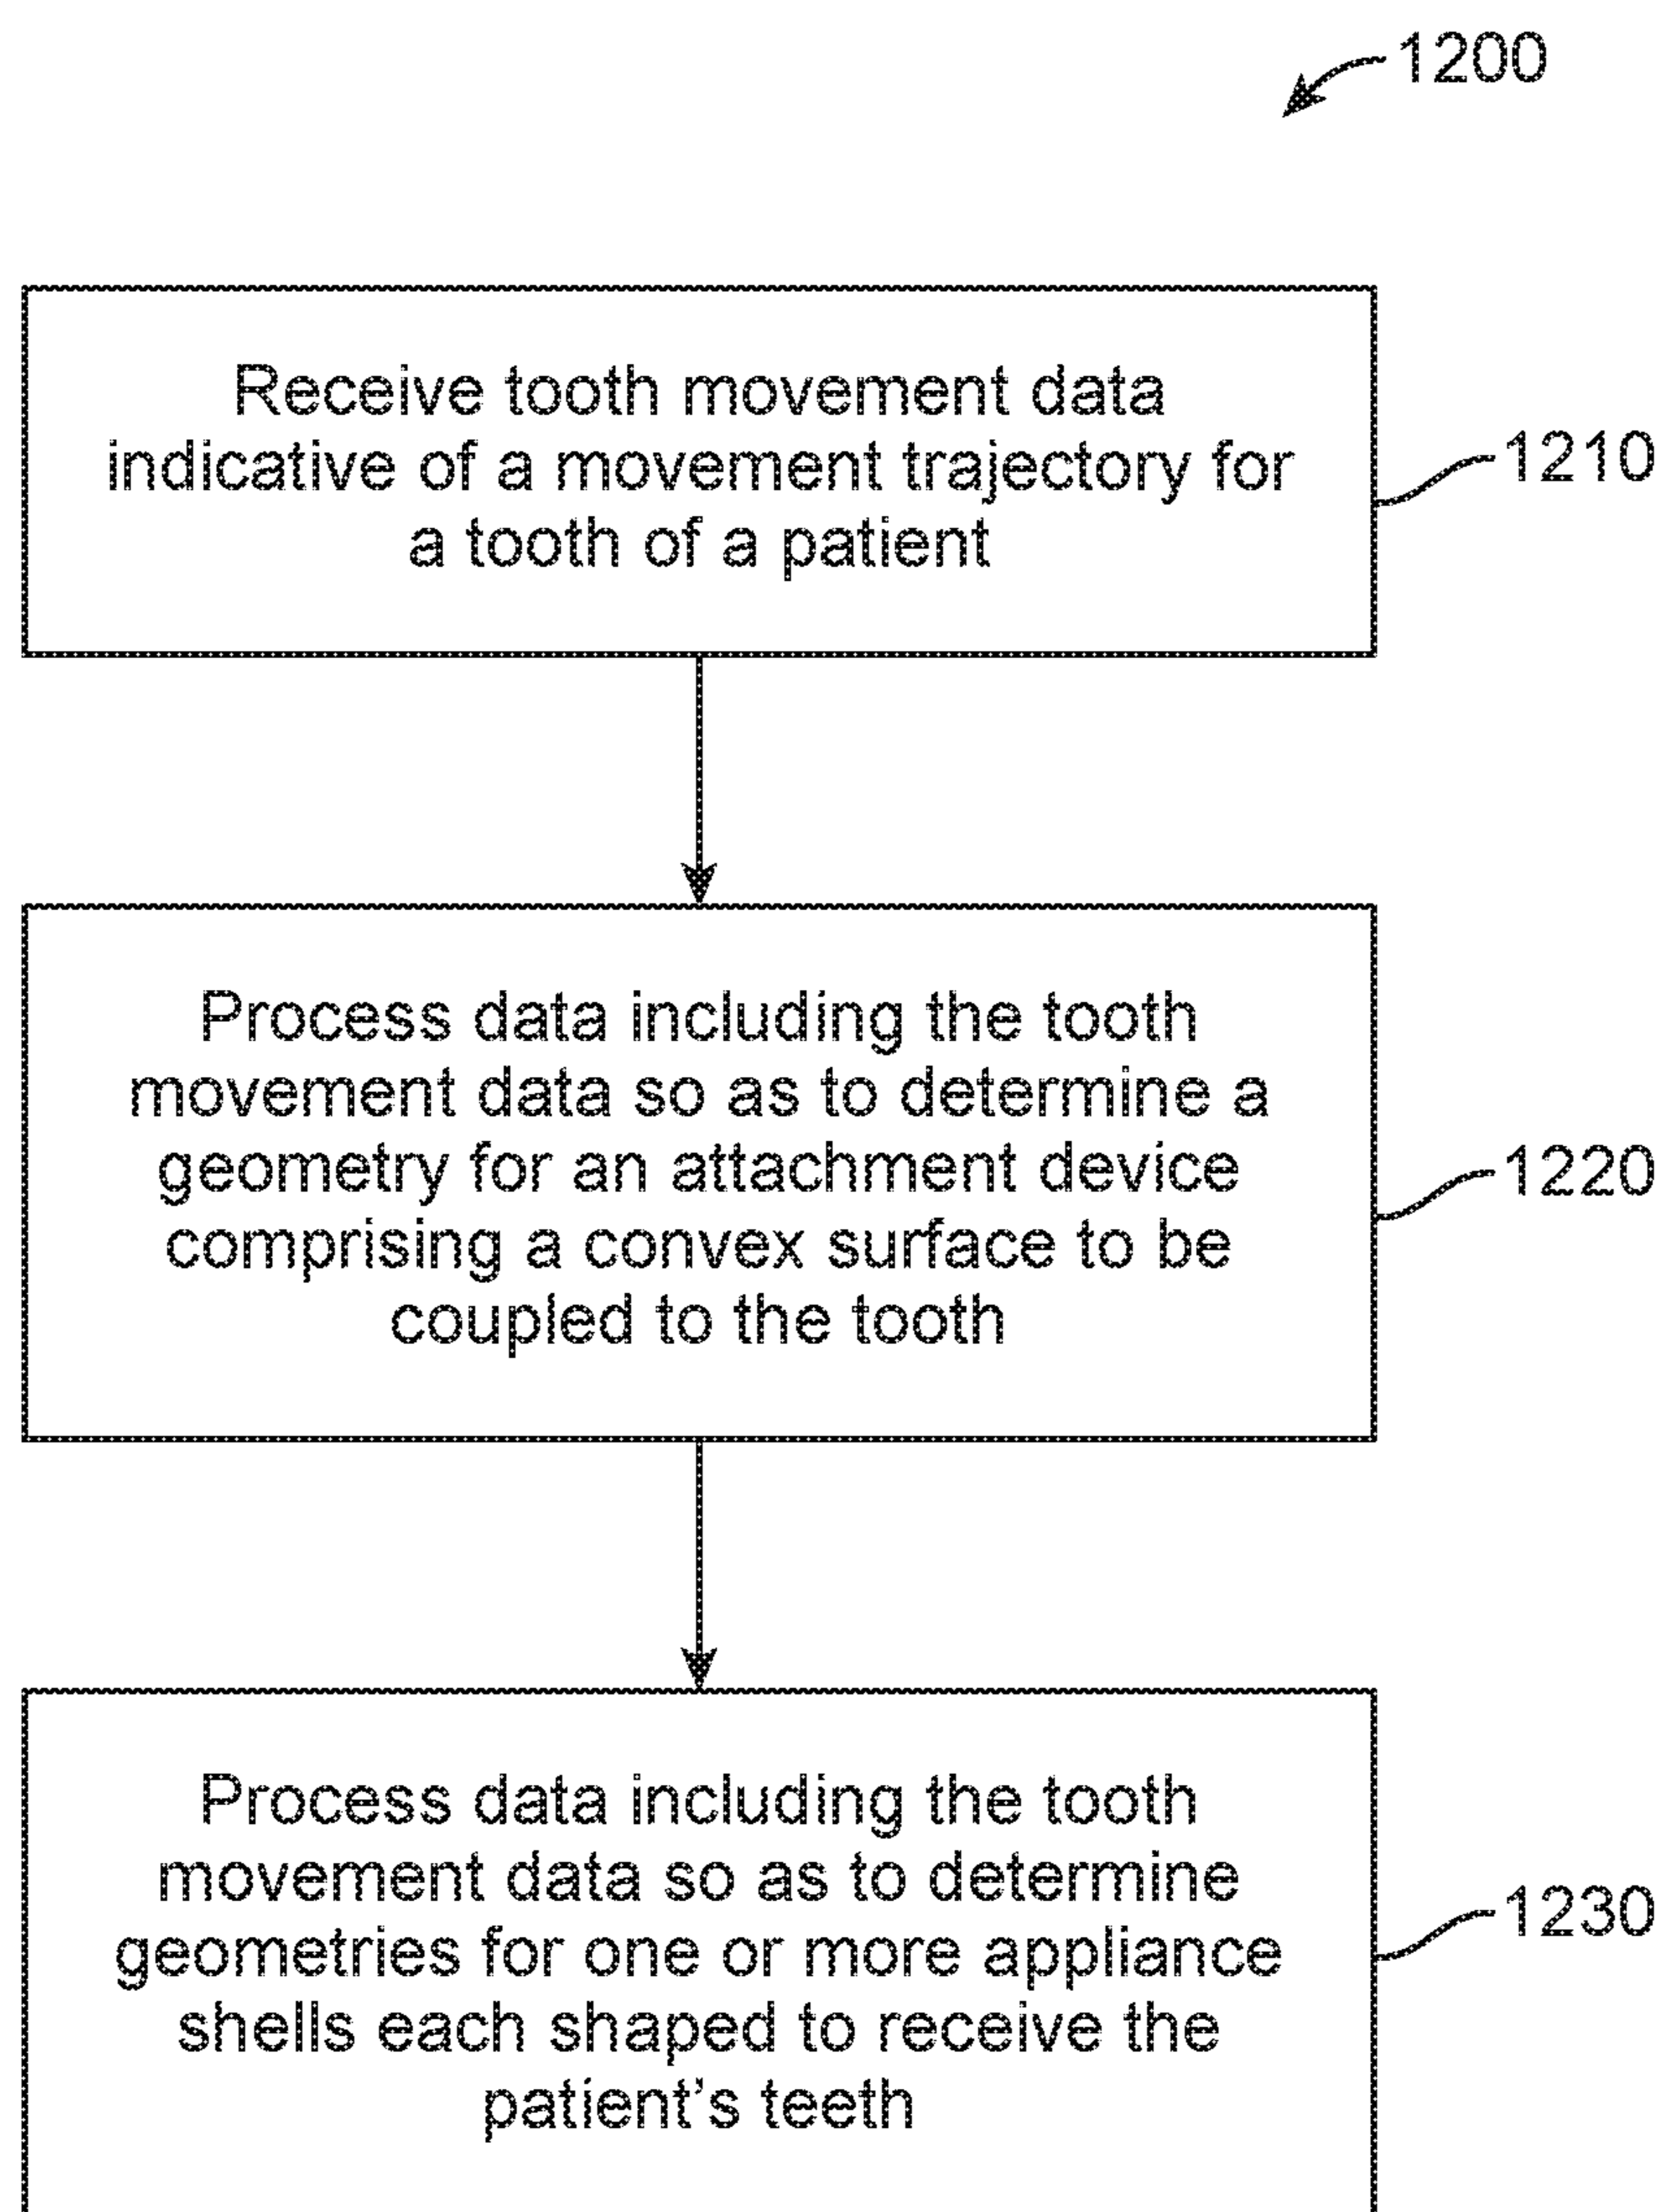 1200
Receive tooth movement data
indicative of a movement trajectory for
a tooth of a patient
1210
Process data including the tooth
movement data so as to determine a
geometry for an attachment device
comprising a convex surface to be
coupled to the tooth
1220
Process data including the tooth
movement data so as to determine
geometries for one or more appliance
shells each shaped to receive the
patient's teeth
1230